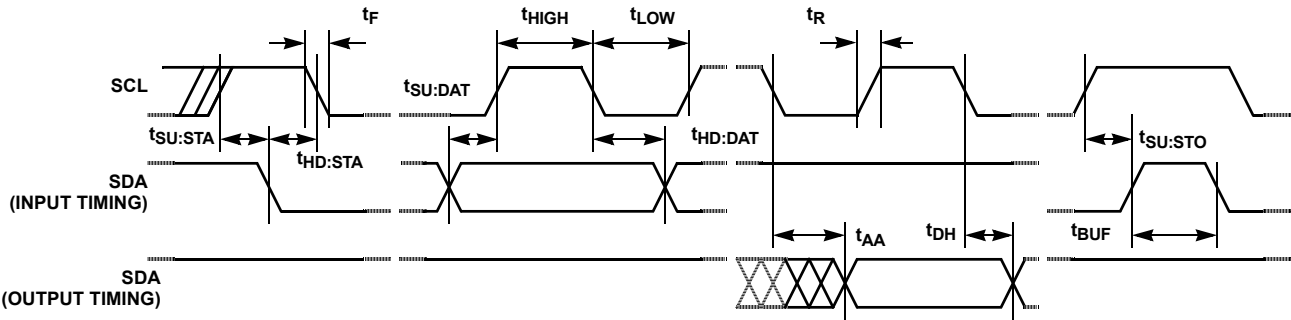 tF
tHIGH
tLOW
tR
SCL
tSU:DAT
tSU:STA
tHD:STA
tHD:DAT
tSU:STO
SDA
(INPUT TIMING)
tAA
tDH
tBUF
SDA
(OUTPUT TIMING)